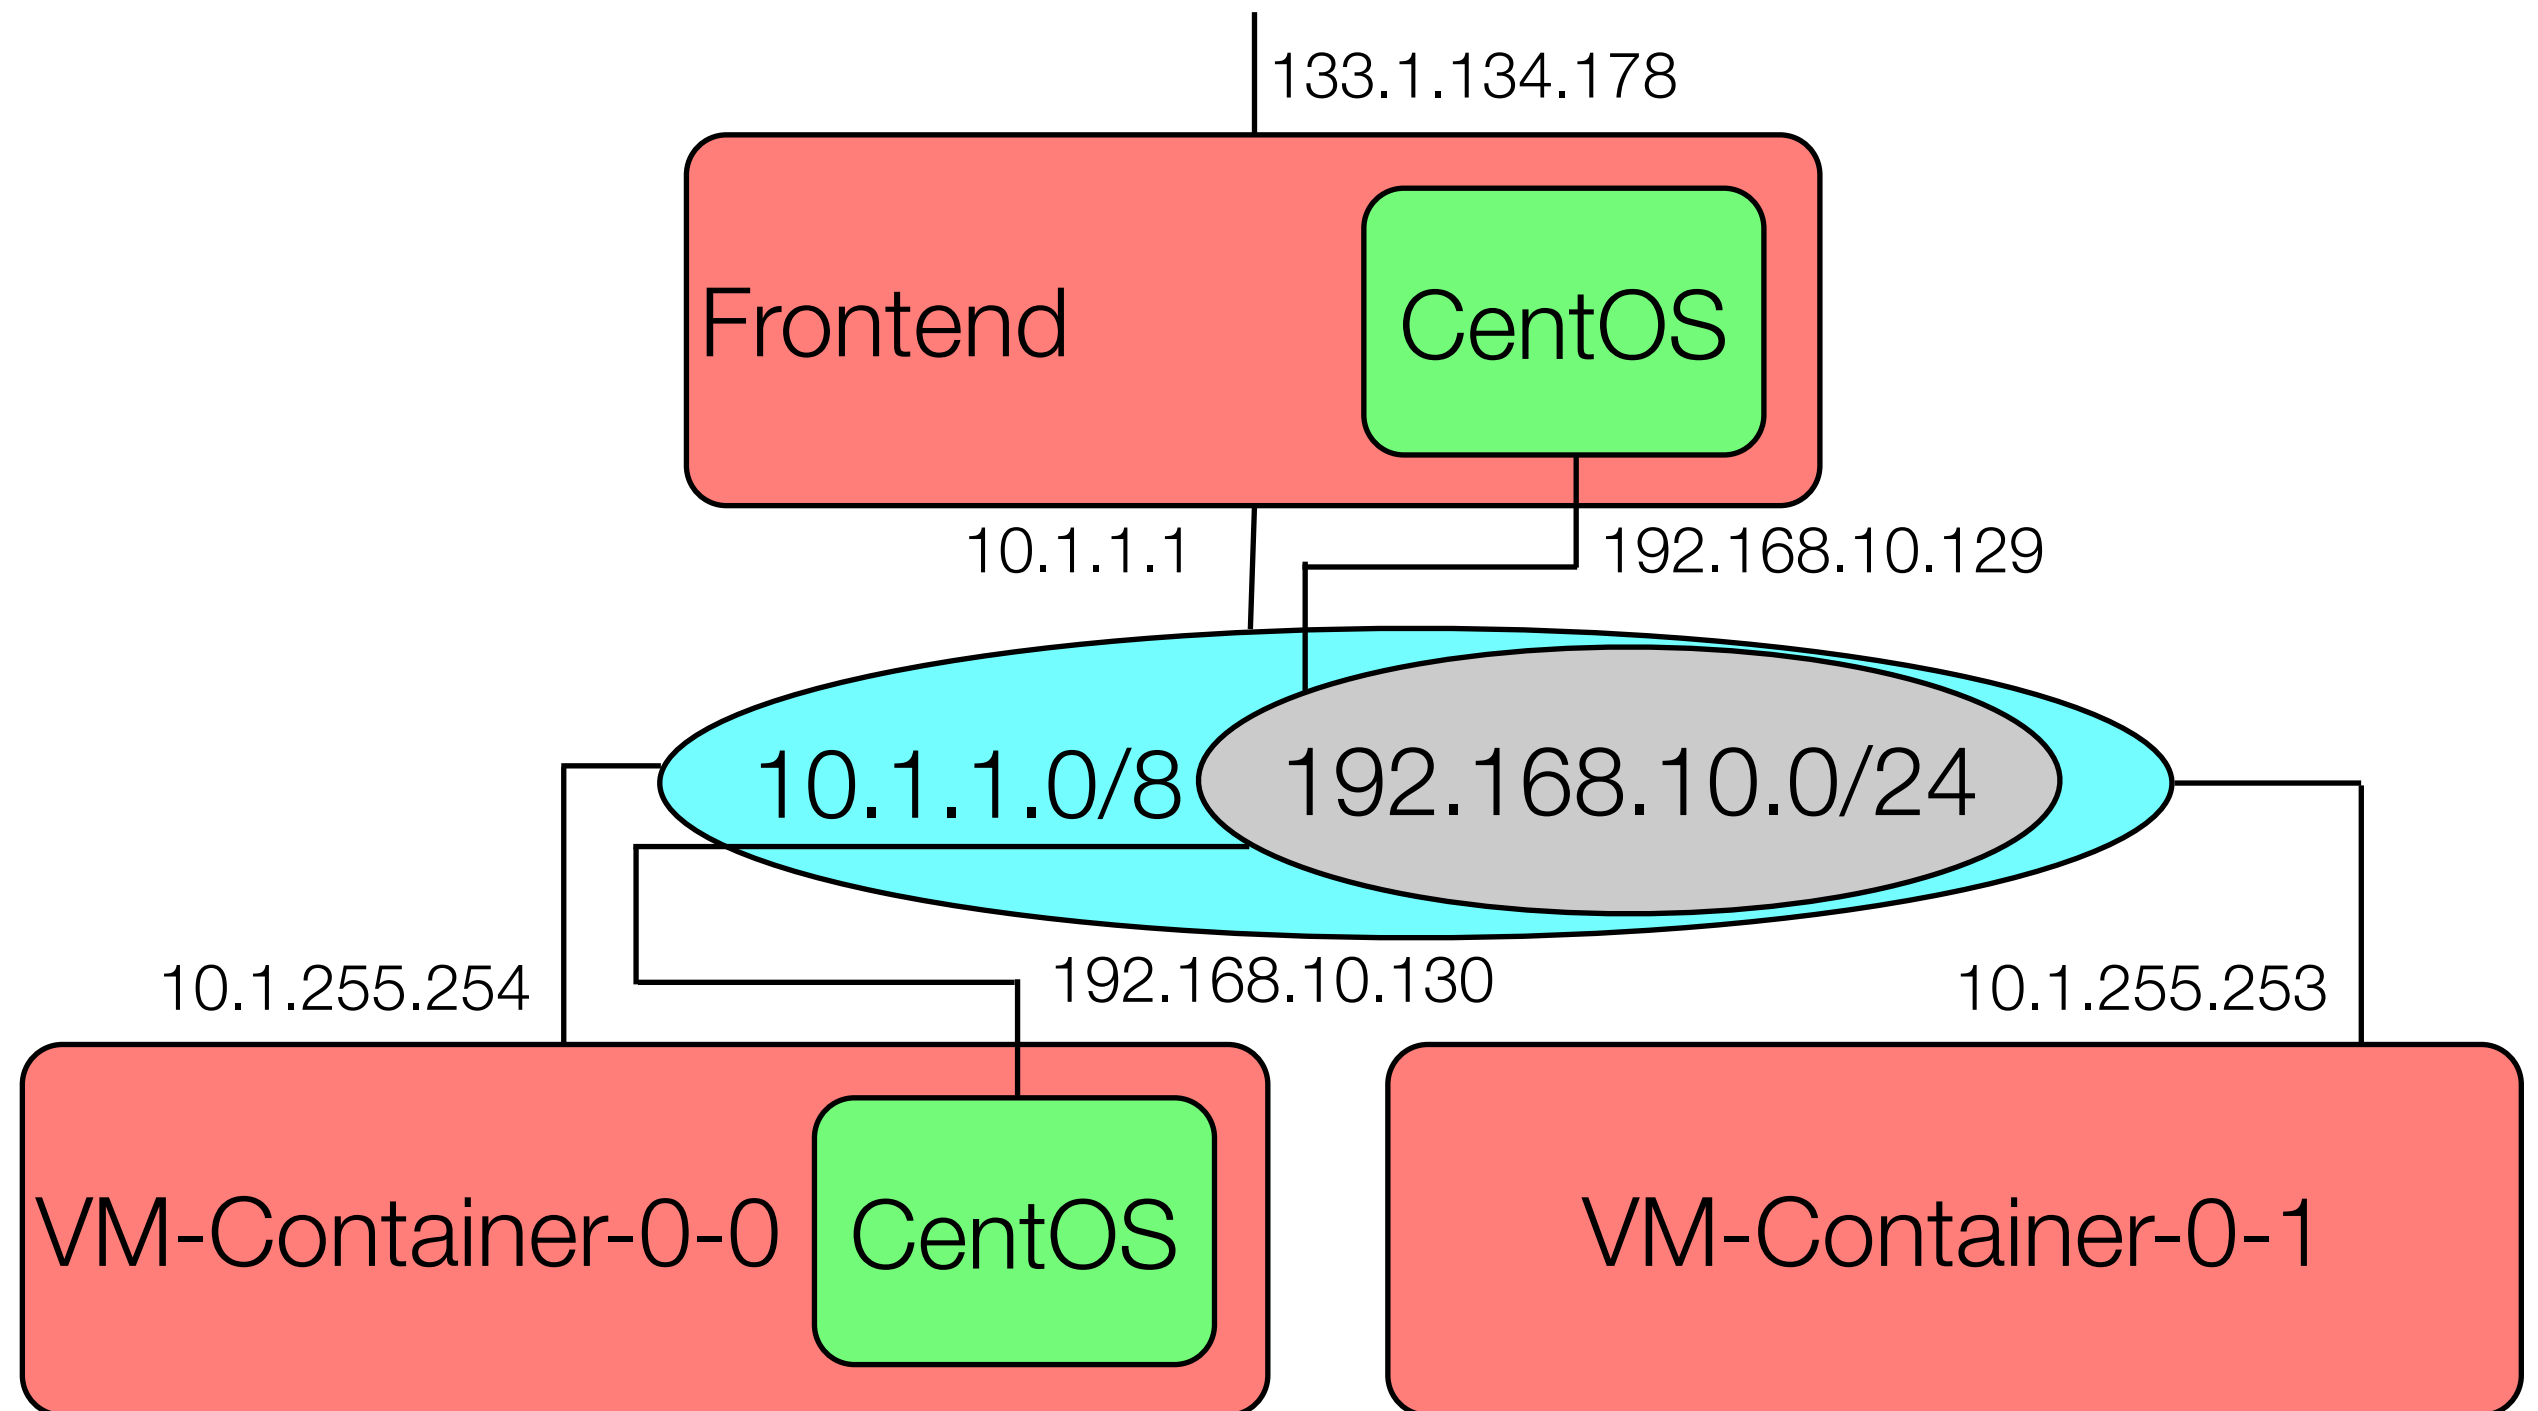 133.1.134.178
Frontend
CentOS
10.1.1.1
192.168.10.129
10.1.1.0/8
192.168.10.0/24
10.1.255.254
192.168.10.130
10.1.255.253
VM-Container-0-0
CentOS
VM-Container-0-1